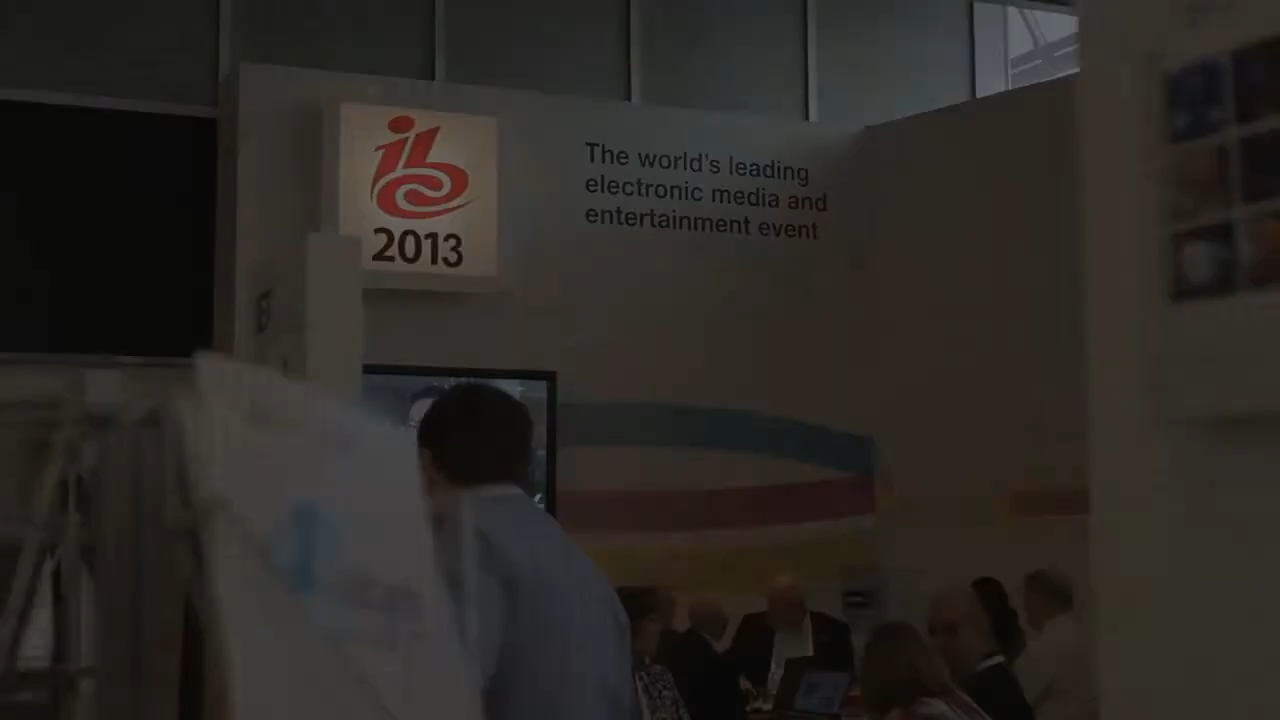 ibc
2013
The world's leading
electronic media and
entertainment event